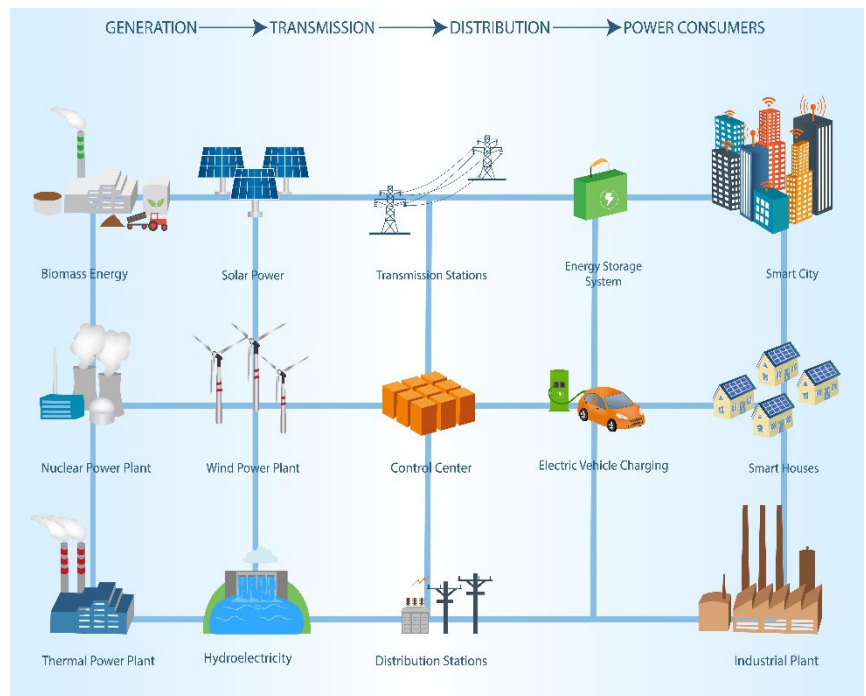 GENERATION TRANSMISSION DISTRIBUTION POWER CONSUMERS
Biomass Energy
Solar Power
Transmission Stations
Energy Storage
System
Smart City
Nuclear Power Plant
Wind Power Plant
Control Center
Electric Vehicle Charging
Smart Houses
Thermal Power Plant
Hydroelectricity
Distribution Stations
Industrial Plant